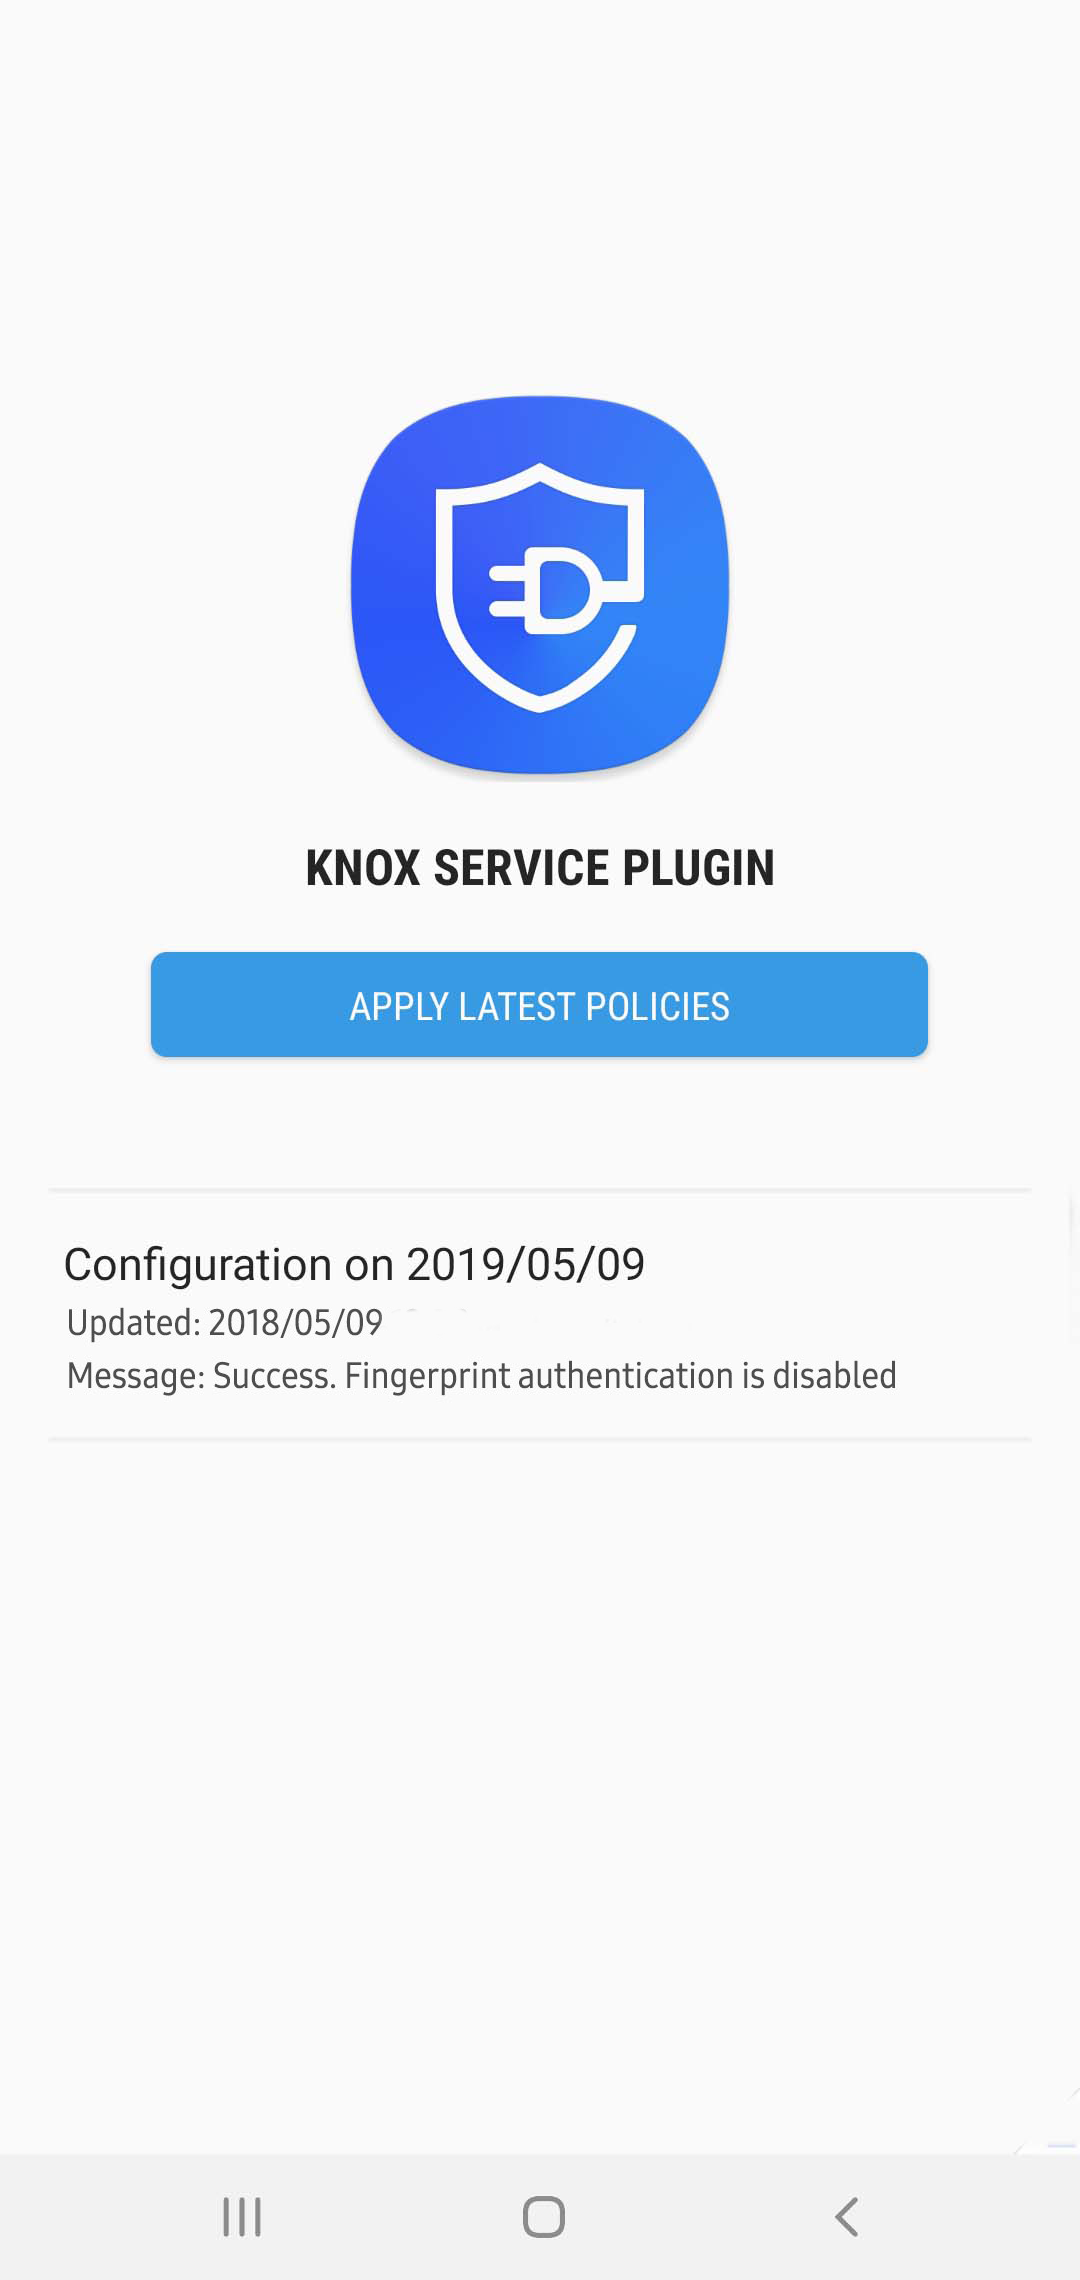 KNOX SERVICE PLUGIN
APPLY LATEST POLICIES
Configuration on 2019/05/09
Updated: 2018/05/09
Message: Success. Fingerprint authentication is disabled